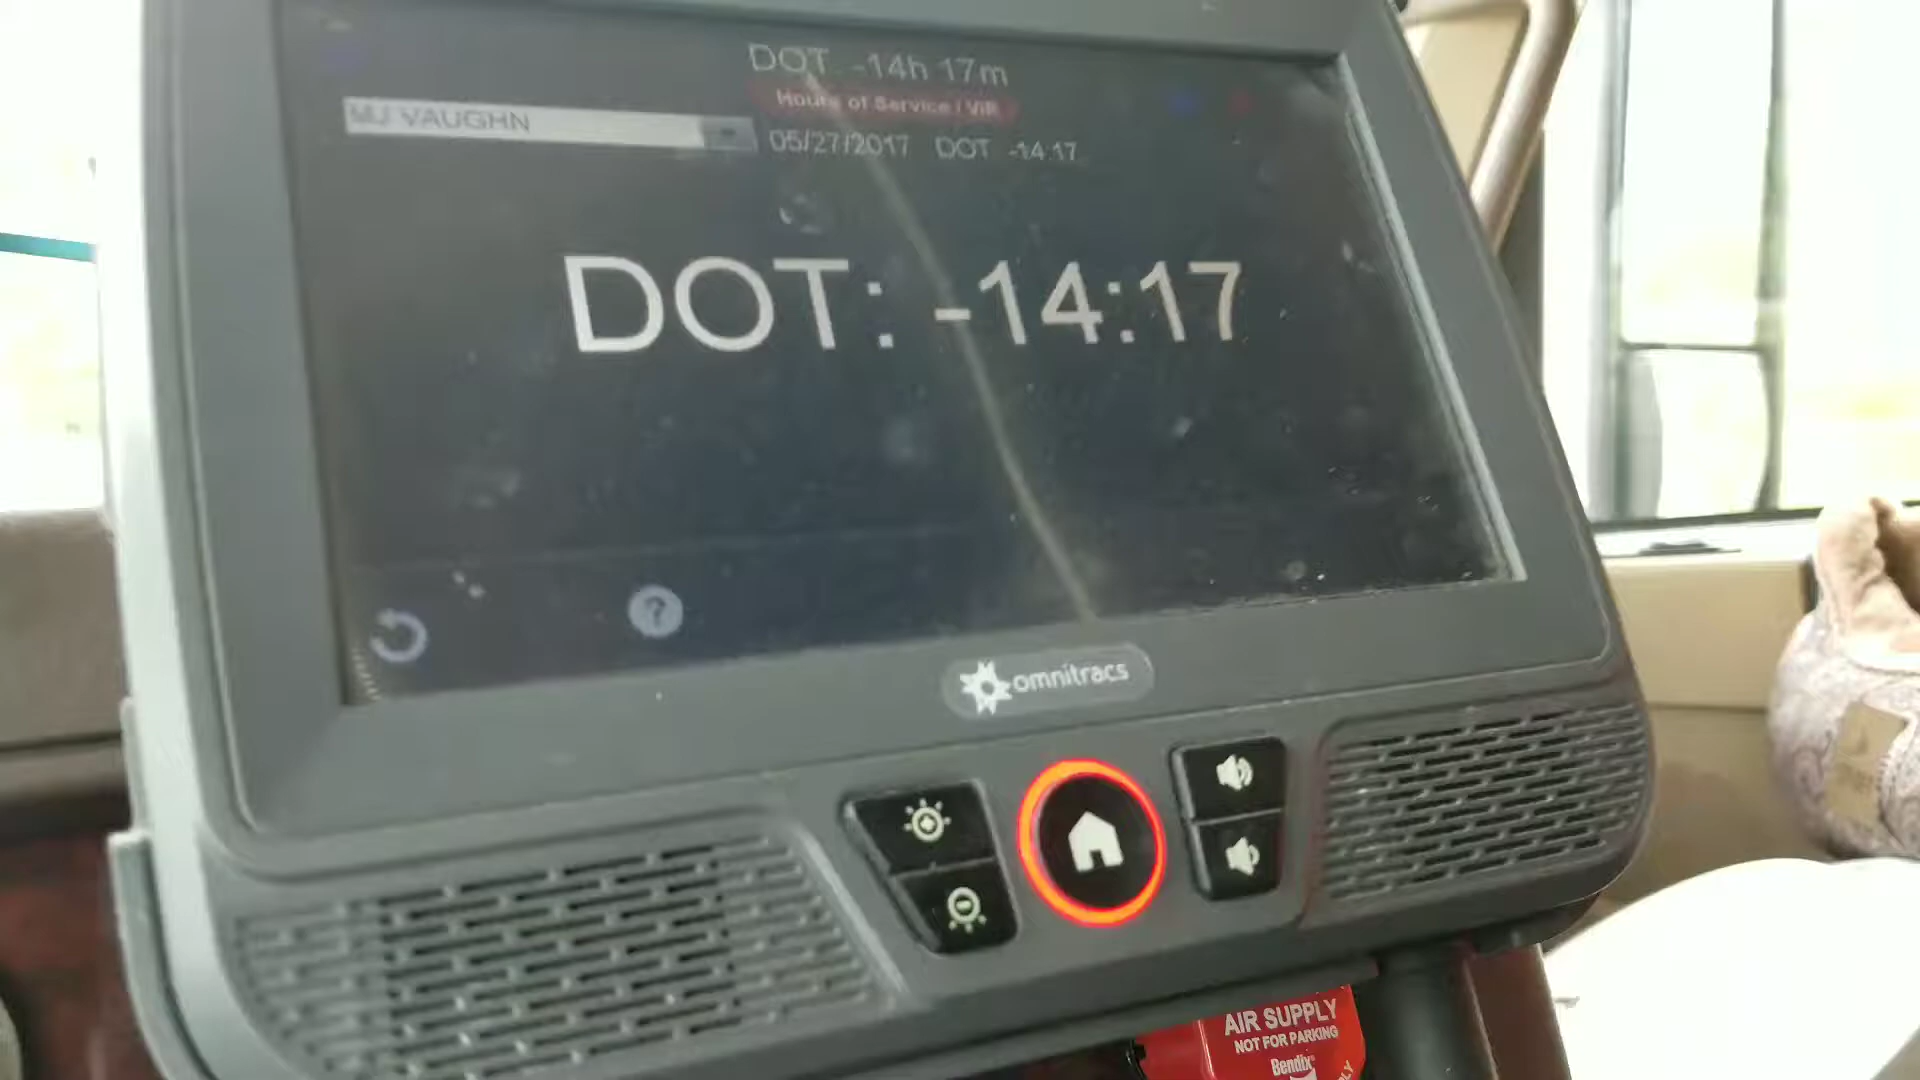 DOT -14h 17m
Hours of Service / VIR
MJ VAUGHN
05/27/2017 DOT -14:17
DOT: -14:17
?
omnitracs
AIR SUPPLY
NOT FOR PARKING
Bendix